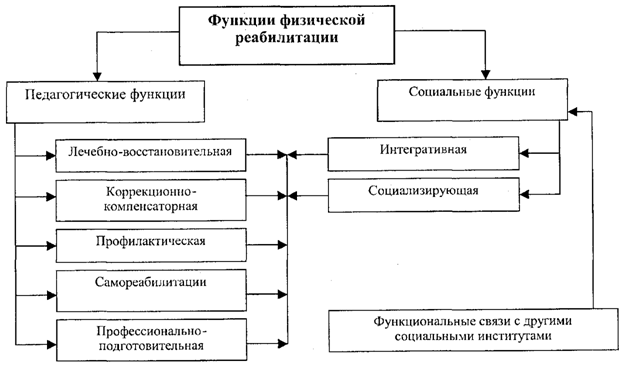 Функции физической
реабилитации
Педагогические функции
Социальные функции
Лечебно-восстановительная
Интегративная
Коррекционно-
компенсаторная
Социализирующая
Профилактическая
Самореабилитации
Профессионально-
подготовительная
Функциональные связи с другими
социальными институтами